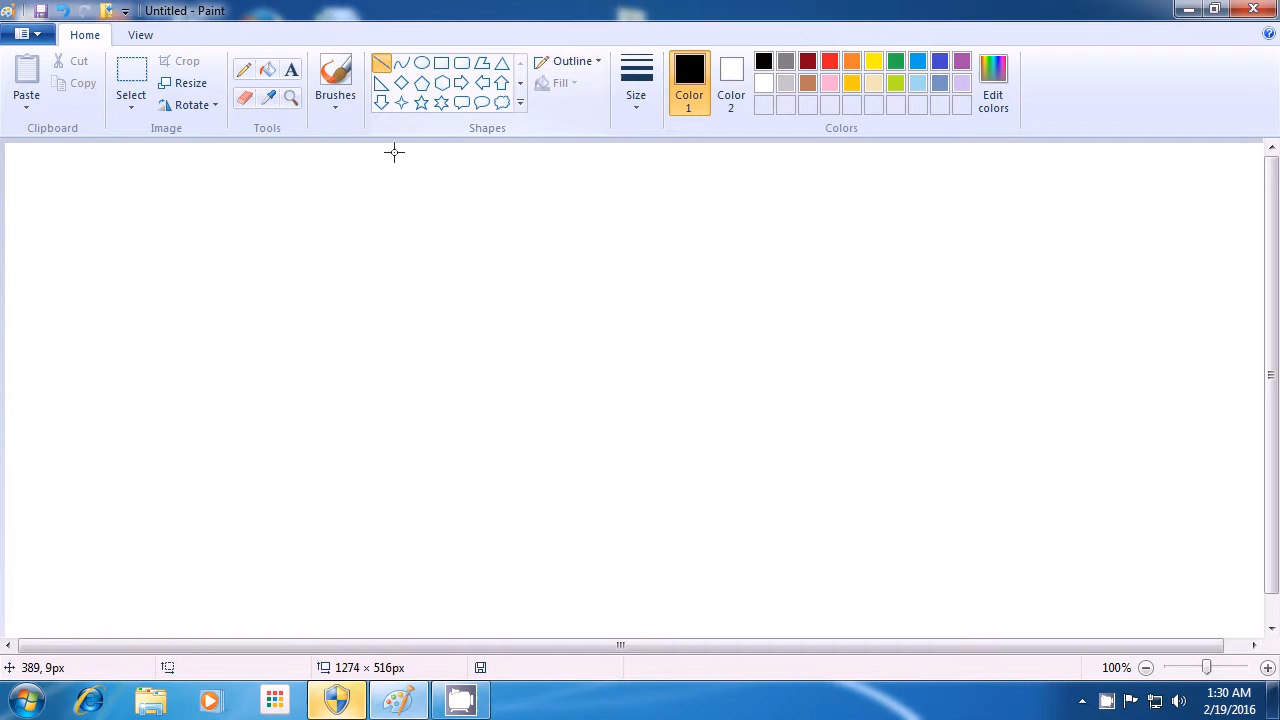 Untitled - Paint
Home View
Paste
Cut
Copy
Clipboard
Select
Crop
Resize
Rotate
Image
A
Tools
Brushes
Outline
Fill
Shapes
Size
Color 1
Color 2
Edit colors
Colors
389, 9px
1274 × 516px
100%
1:30 AM
2/19/2016